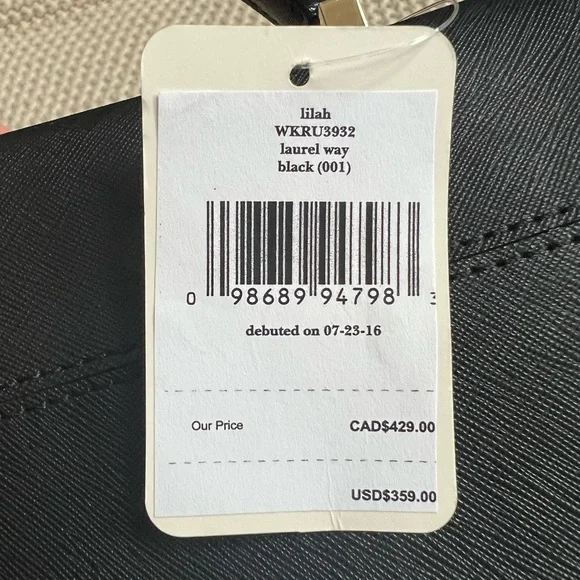 lilah
WKRU3932
laurel way
black (001)
0 98689 94798 3
debuted on 07-23-16
Our Price CAD$429.00
USD$359.00